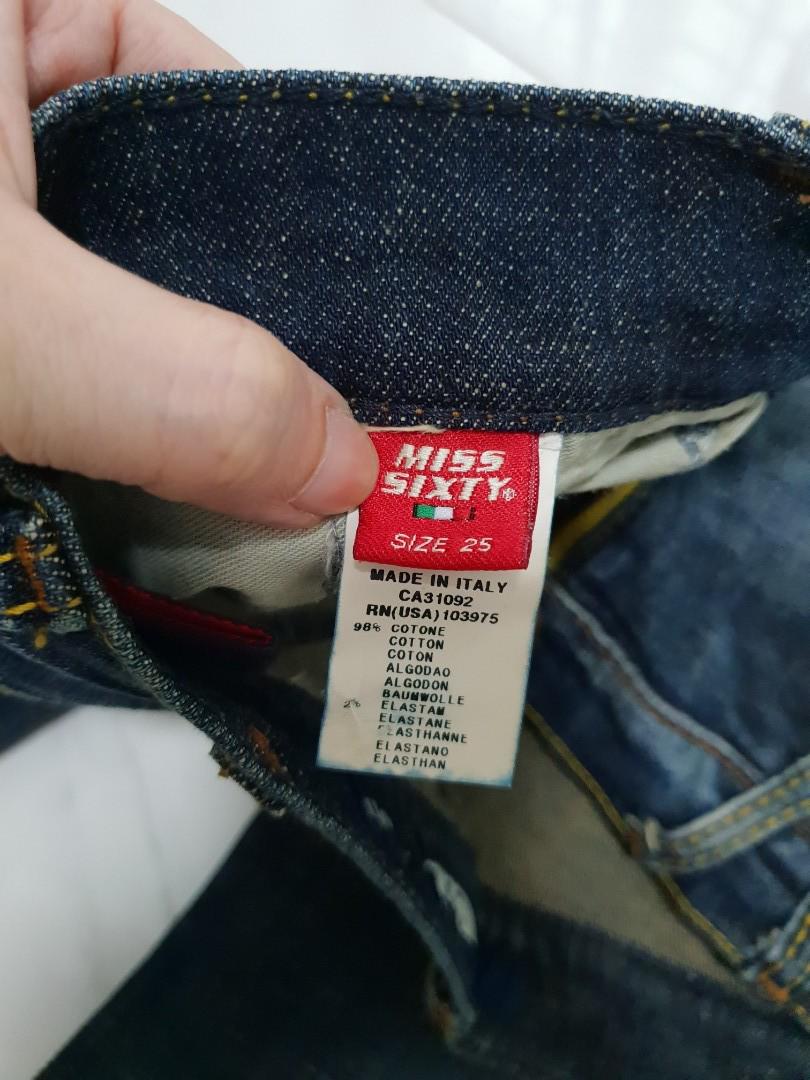 MISS
SIXTY®
SIZE 25
MADE IN ITALY
CA31092
RN(USA)103975
98% COTONE
COTTON
COTON
ALGODAO
ALGODON
BAUMWOLLE
2% ELASTAM
ELASTANE
ELASTHANNE
ELASTANO
ELASTHAN